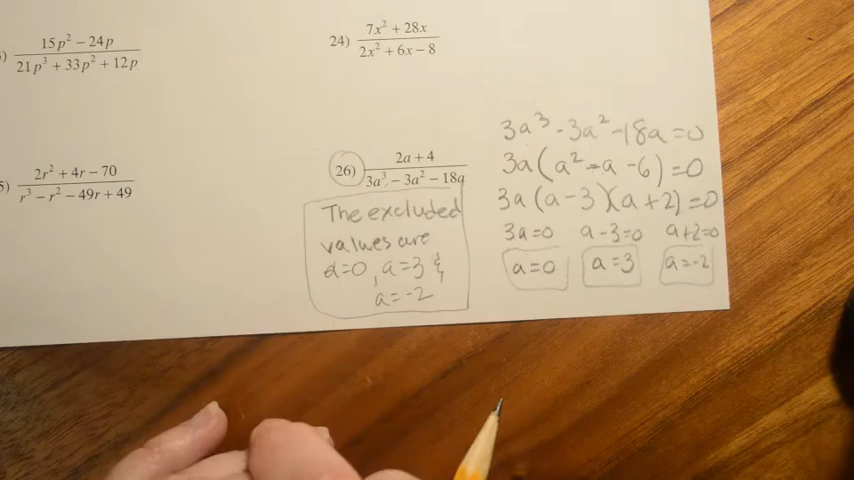 15p² − 24p
21p³ + 33p² + 12p
24) 7x² + 28x
2x² + 6x − 8
5) 2r² + 4r − 70
r³ − r² − 49r + 49
26) 2a + 4
3a³ − 3a² − 18a
The excluded
values are
a=0, a=3 &
a=-2
3a³ - 3a² - 18a = 0
3a(a² - a - 6) = 0
3a(a-3)(a+2) = 0
3a=0 a-3=0 a+2=0
a=0 a=3 a=-2